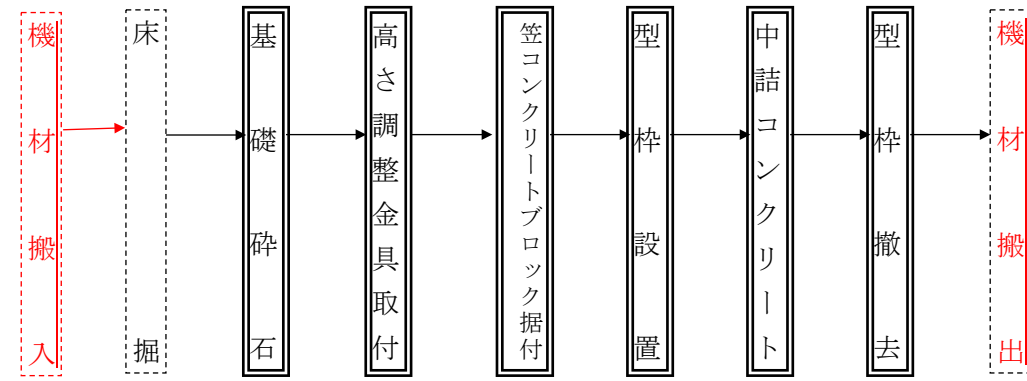 機材搬入
床掘
基礎砕石
高さ調整金具取付
笠コンクリートブロック据付
型枠設置
中詰コンクリート
型枠撤去
機材搬出